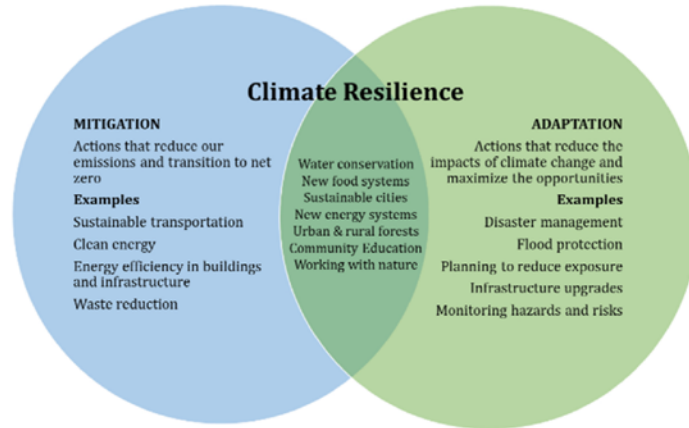 Climate Resilience
MITIGATION
Actions that reduce our
emissions and transition to net
zero
Examples
Sustainable transportation
Clean energy
Energy efficiency in buildings
and infrastructure
Waste reduction
Water conservation
New food systems
Sustainable cities
New energy systems
Urban & rural forests
Community Education
Working with nature
ADAPTATION
Actions that reduce the
impacts of climate change and
maximize the opportunities
Examples
Disaster management
Flood protection
Planning to reduce exposure
Infrastructure upgrades
Monitoring hazards and risks